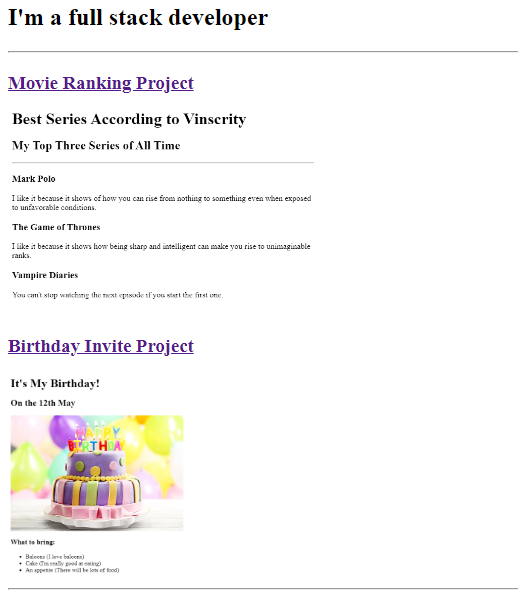 I'm a full stack developer
Movie Ranking Project
Best Series According to Vinscrity
My Top Three Series of All Time
Mark Polo
I like it because it shows of how you can rise from nothing to something even when exposed
to unfavorable conditions.
The Game of Thrones
I like it because it shows how being sharp and intelligent can make you rise to unimaginable
ranks.
Vampire Diaries
You can't stop watching the next episode if you start the first one.
Birthday Invite Project
It's My Birthday!
On the 12th May
HAPPY
BIRTHDAY
What to bring:
• Baloons (I love baloons)
• Cake (I'm really good at eating)
• An appetite (There will be lots of food)